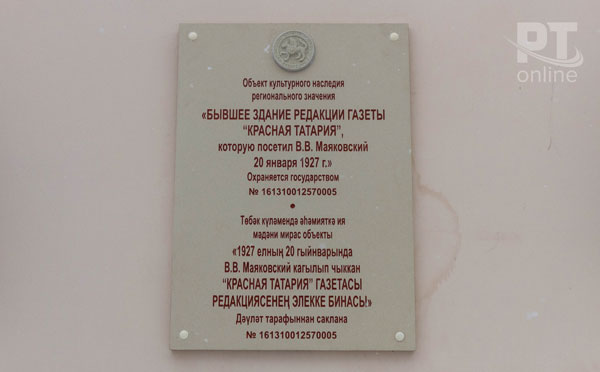 Объект культурного наследия
регионального значения
«БЫВШЕЕ ЗДАНИЕ РЕДАКЦИИ ГАЗЕТЫ
“КРАСНАЯ ТАТАРИЯ”,
которую посетил В.В. Маяковский
20 января 1927 г.»
Охраняется государством
№ 161310012570005
•
Төбәк күләмендә әһәмияткә ия
мәдәни мирас объекты
«1927 елның 20 гыйнварында
В.В. Маяковский кагылып чыккан
“КРАСНАЯ ТАТАРИЯ” ГАЗЕТАСЫ
РЕДАКЦИЯСЕНЕҢ ЭЛЕККЕ БИНАСЫ!»
Дәүләт тарафыннан саклана
№ 161310012570005
PT
online